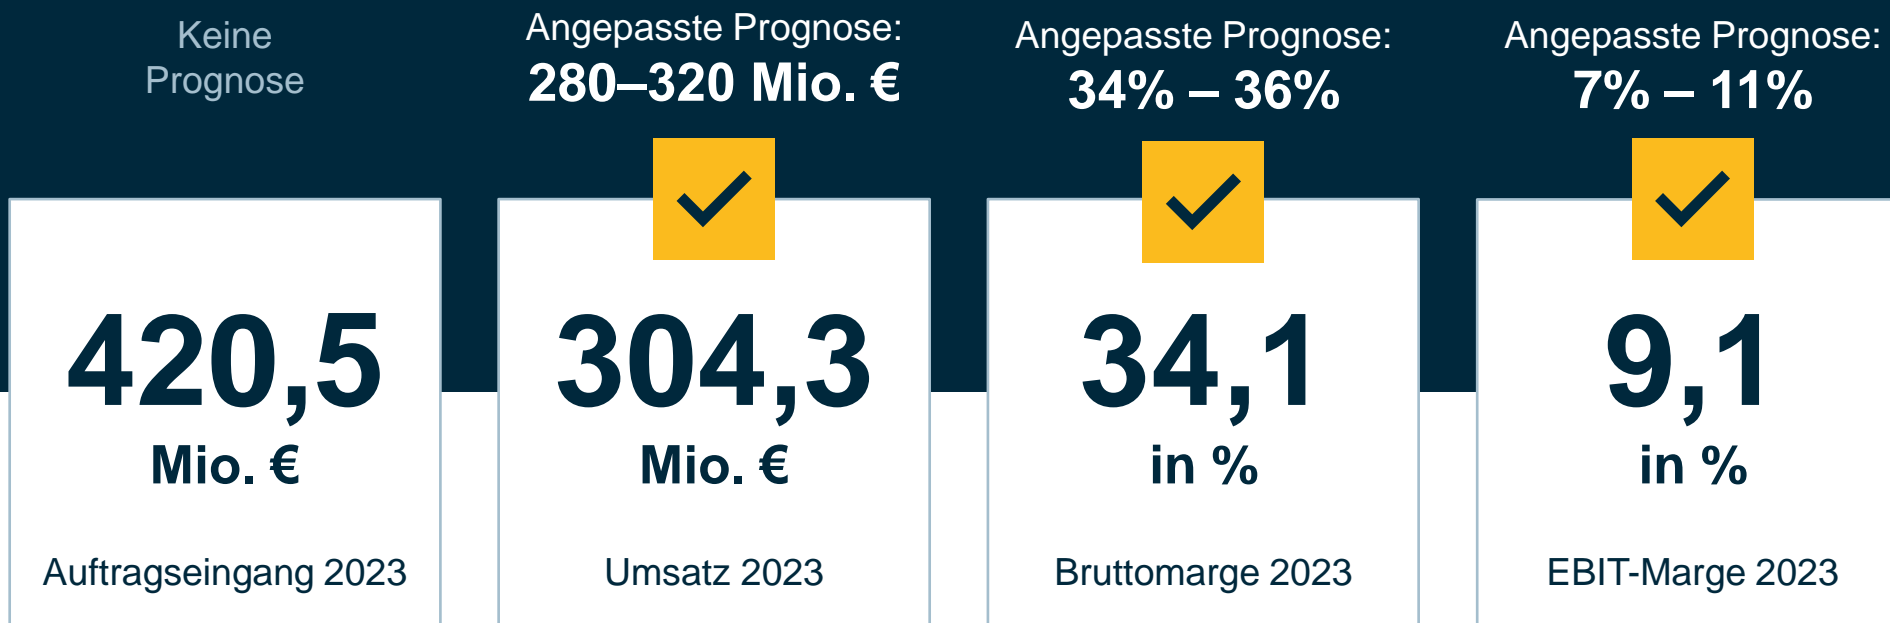 Keine
Prognose
Angepasste Prognose:
280–320 Mio. €
Angepasste Prognose:
34% – 36%
Angepasste Prognose:
7% – 11%
420,5
Mio. €
Auftragseingang 2023
304,3
Mio. €
Umsatz 2023
34,1
in %
Bruttomarge 2023
9,1
in %
EBIT-Marge 2023